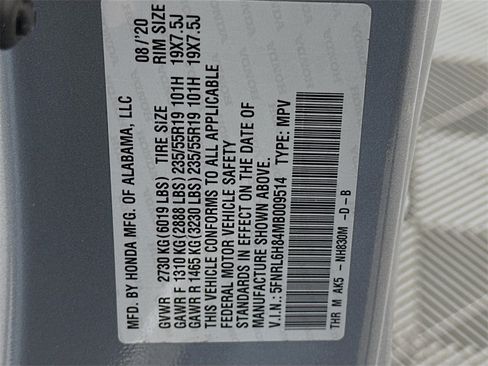 MFD. BY HONDA MFG. OF ALABAMA, LLC 08/'20
GVWR 2730 KG (6019 LBS) TIRE SIZE RIM SIZE
GAWR F 1310 KG (2888 LBS) 235/55R19 101H 19X7.5J
GAWR R 1465 KG (3230 LBS) 235/55R19 101H 19X7.5J
THIS VEHICLE CONFORMS TO ALL APPLICABLE
FEDERAL MOTOR VEHICLE SAFETY
STANDARDS IN EFFECT ON THE DATE OF
MANUFACTURE SHOWN ABOVE.
V.I.N.: 5FNRL6H84MB009514 TYPE: MPV
THR M AK5 - NH830M -D-B